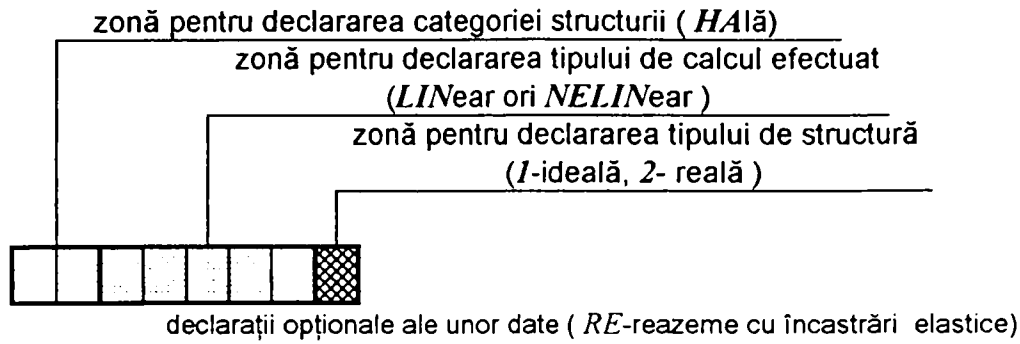 zonă pentru declararea categoriei structurii ( HAlă)
zonă pentru declararea tipului de calcul efectuat
(LINear ori NELINear )
zonă pentru declararea tipului de structură
(1-ideală, 2- reală )
declarații opționale ale unor date ( RE-reazeme cu încastrări elastice)